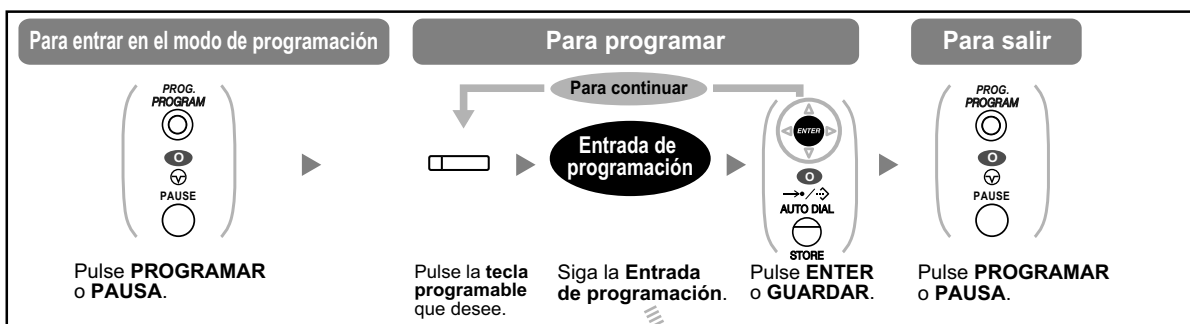 Para entrar en el modo de programación
Para programar
Para salir
Para continuar
PROG.
PROGRAM
O
PAUSE
Entrada de
programación
ENTER
O
AUTO DIAL
STORE
PROG.
PROGRAM
O
PAUSE
Pulse PROGRAMAR
o PAUSA.
Pulse la tecla
programable
que desee.
Siga la Entrada
de programación.
Pulse ENTER
o GUARDAR.
Pulse PROGRAMAR
o PAUSA.